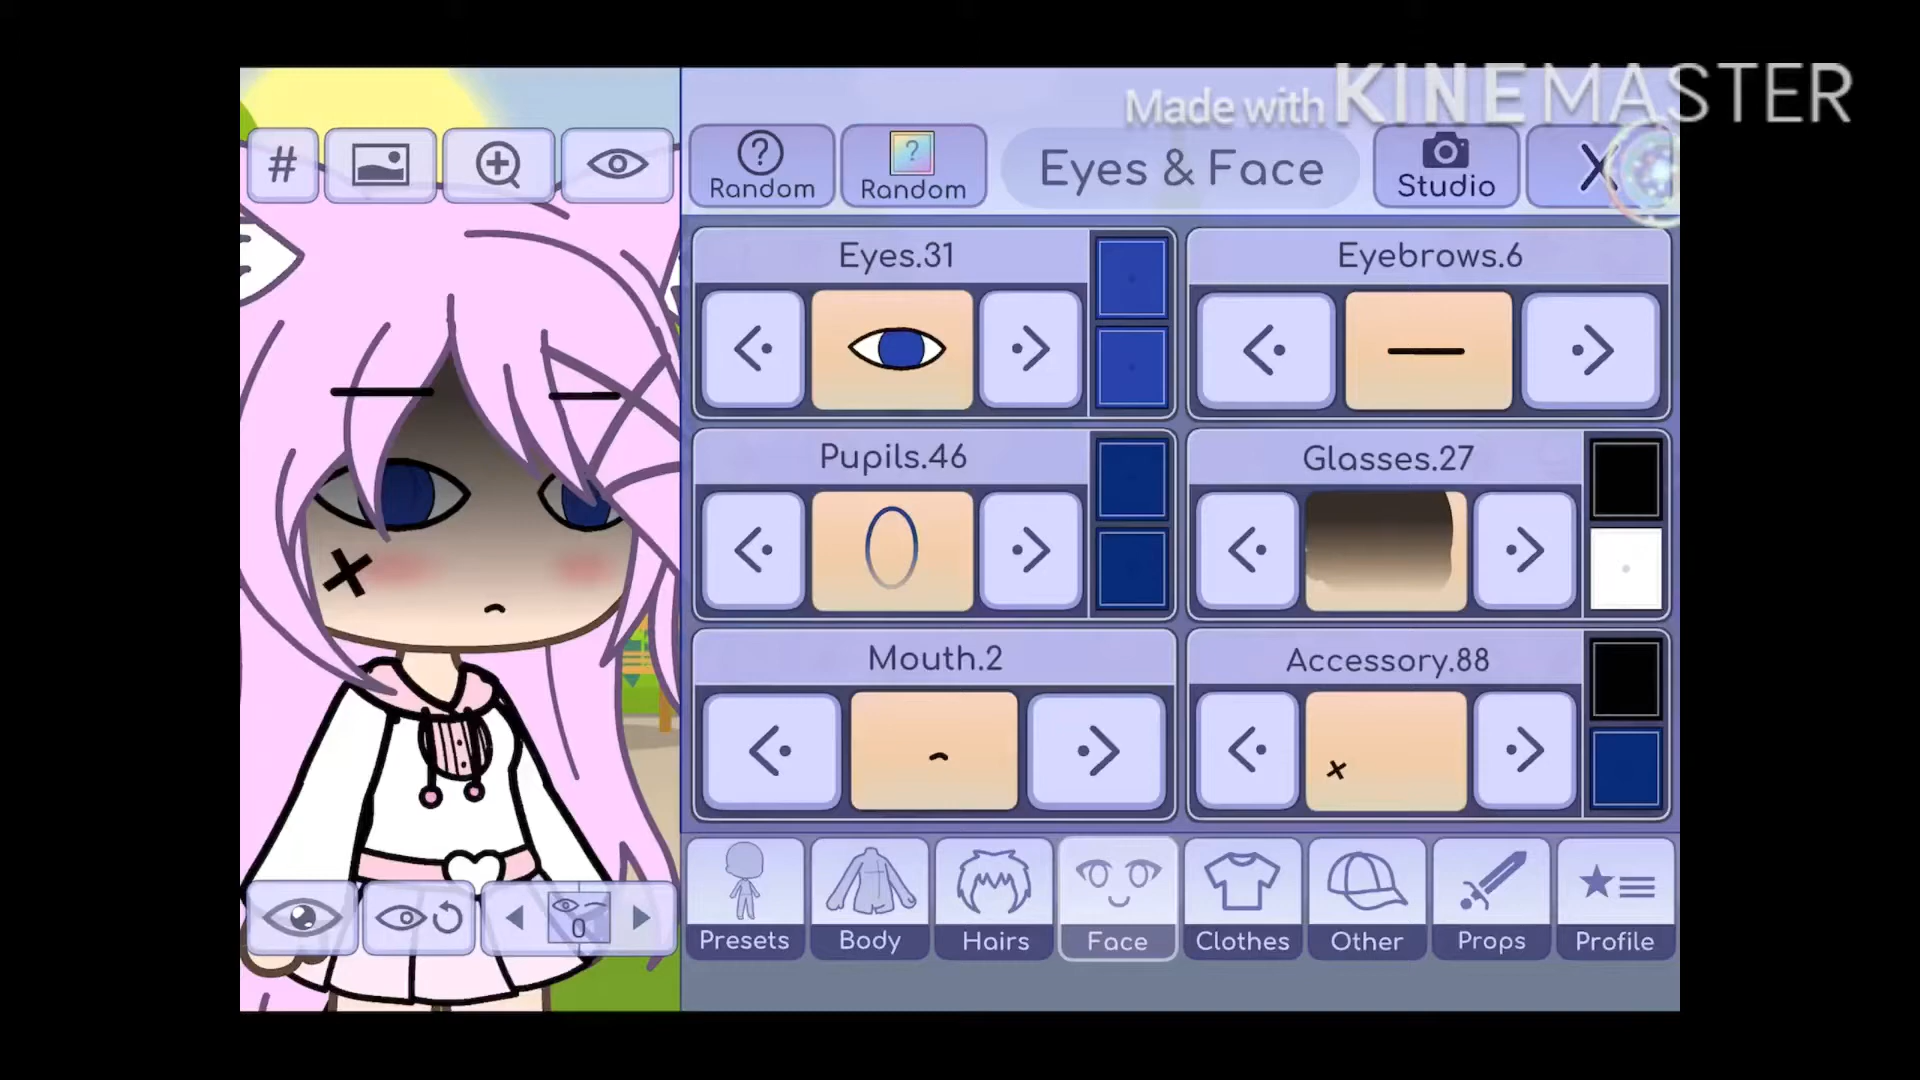 Made with KINEMASTER
#
? Random
? Random
Eyes & Face
Studio
X
Eyes.31
Eyebrows.6
Pupils.46
Glasses.27
Mouth.2
Accessory.88
0
Presets
Body
Hairs
Face
Clothes
Other
Props
Profile